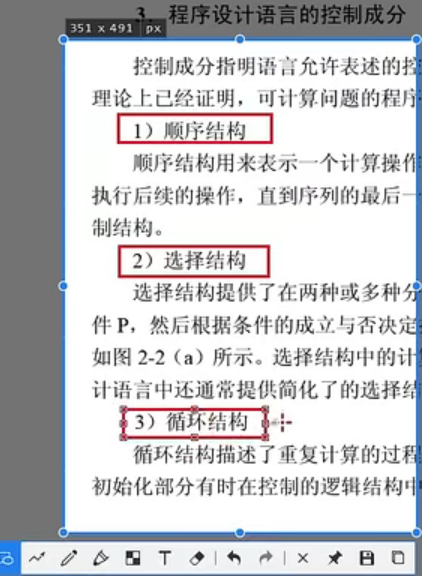 3. 程序设计语言的控制成分
351 x 491 px
控制成分指明语言允许表述的控
理论上已经证明，可计算问题的程序
1）顺序结构
顺序结构用来表示一个计算操作
执行后续的操作，直到序列的最后一
制结构。
2）选择结构
选择结构提供了在两种或多种分
件 P，然后根据条件的成立与否决定
如图 2-2（a）所示。选择结构中的计
计语言中还通常提供简化了的选择结
3）循环结构
循环结构描述了重复计算的过程
初始化部分有时在控制的逻辑结构中
T